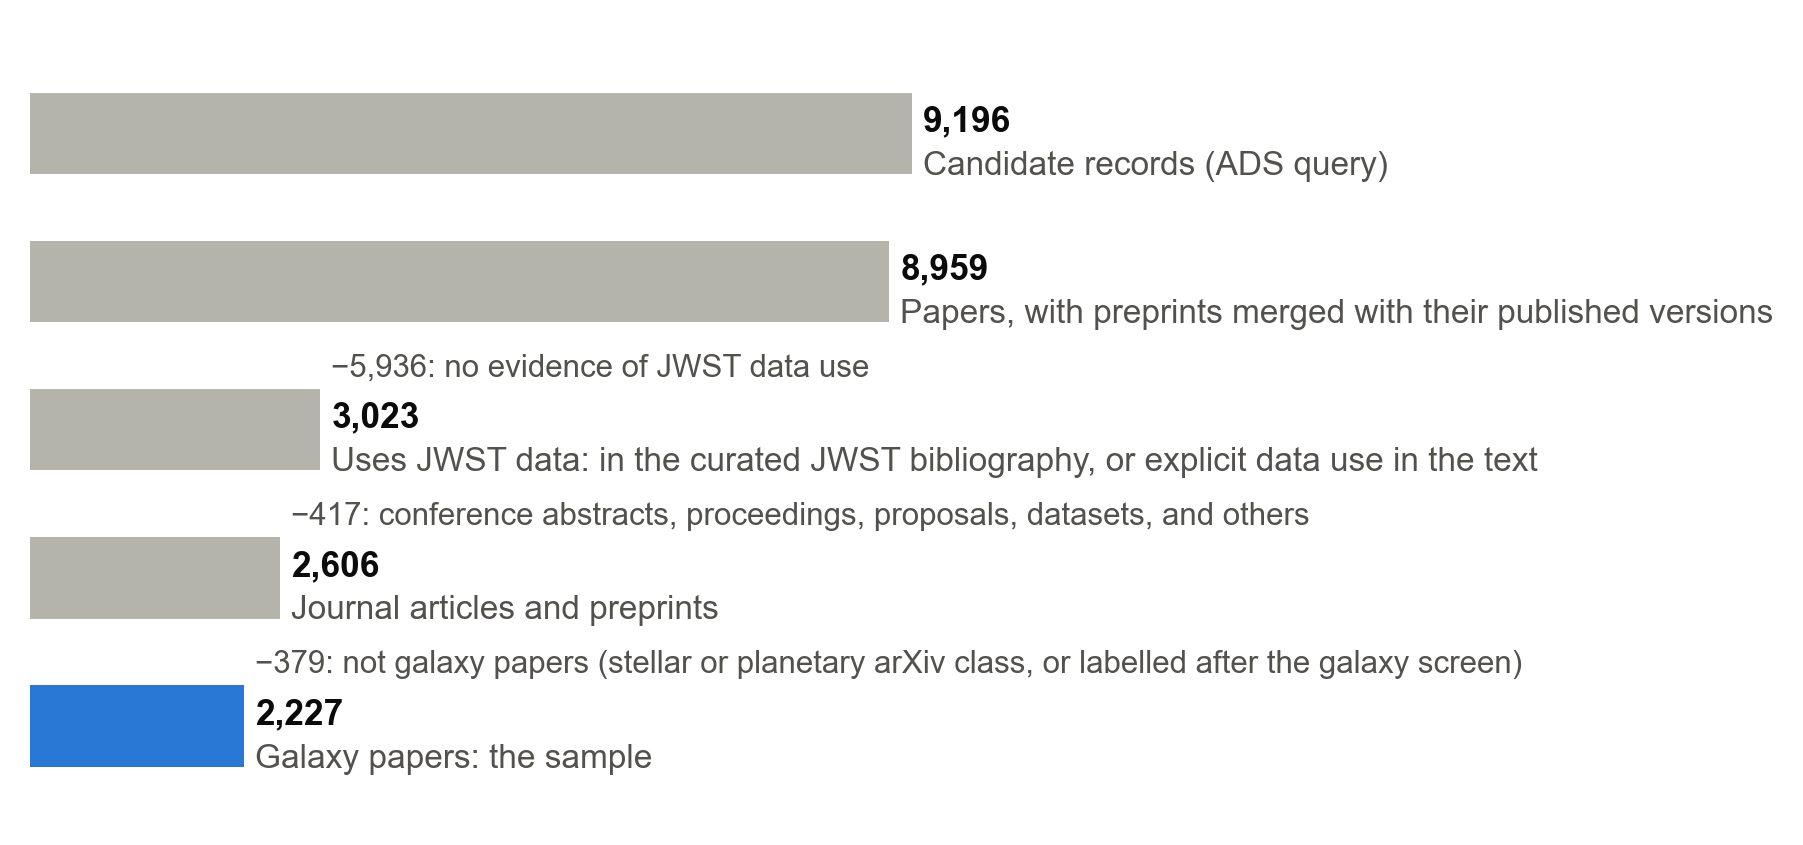 9,196
Candidate records (ADS query)
8,959
Papers, with preprints merged with their published versions
−5,936: no evidence of JWST data use
3,023
Uses JWST data: in the curated JWST bibliography, or explicit data use in the text
−417: conference abstracts, proceedings, proposals, datasets, and others
2,606
Journal articles and preprints
−379: not galaxy papers (stellar or planetary arXiv class, or labelled after the galaxy screen)
2,227
Galaxy papers: the sample